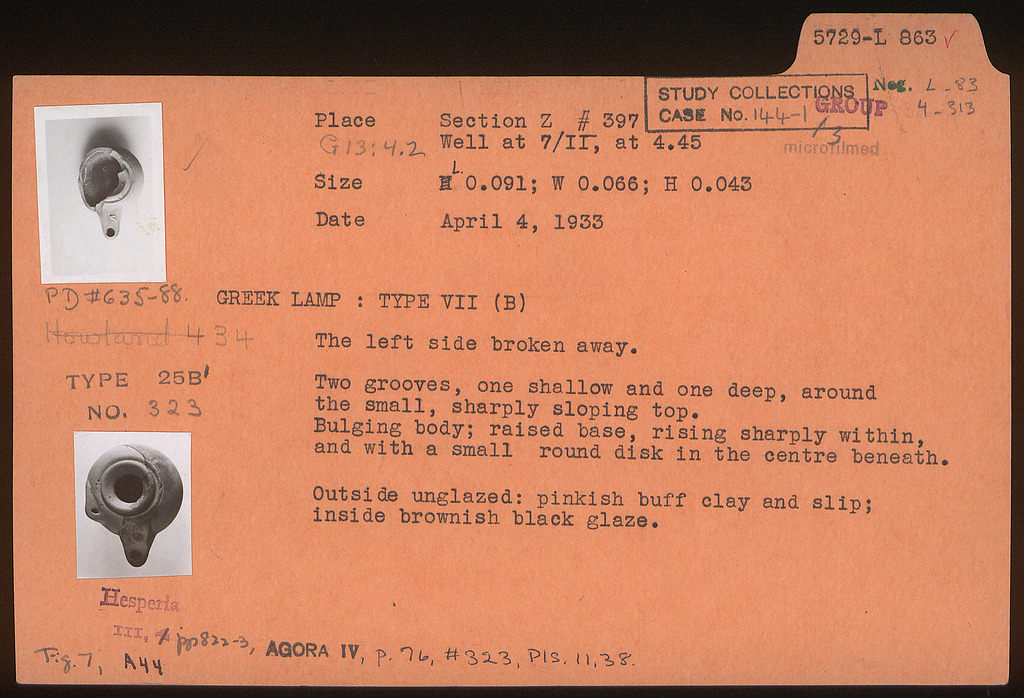 5729-L 863 ✓
STUDY COLLECTIONS
CASE No. 144-1
GROUP
13
Neg. L-83
4-313
microfilmed
Place Section Z # 397
G13:4.2 Well at 7/II, at 4.45
Size L. 0.091; W 0.066; H 0.043
Date April 4, 1933
PD #635-88.
GREEK LAMP : TYPE VII (B)
Howland 434
The left side broken away.
TYPE 25B'
NO. 323
Two grooves, one shallow and one deep, around
the small, sharply sloping top.
Bulging body; raised base, rising sharply within,
and with a small round disk in the centre beneath.
Outside unglazed: pinkish buff clay and slip;
inside brownish black glaze.
Hesperia
III, pp 822-3, AGORA IV, p. 76, #323, Pls. 11, 38.
Fig. 7, A44